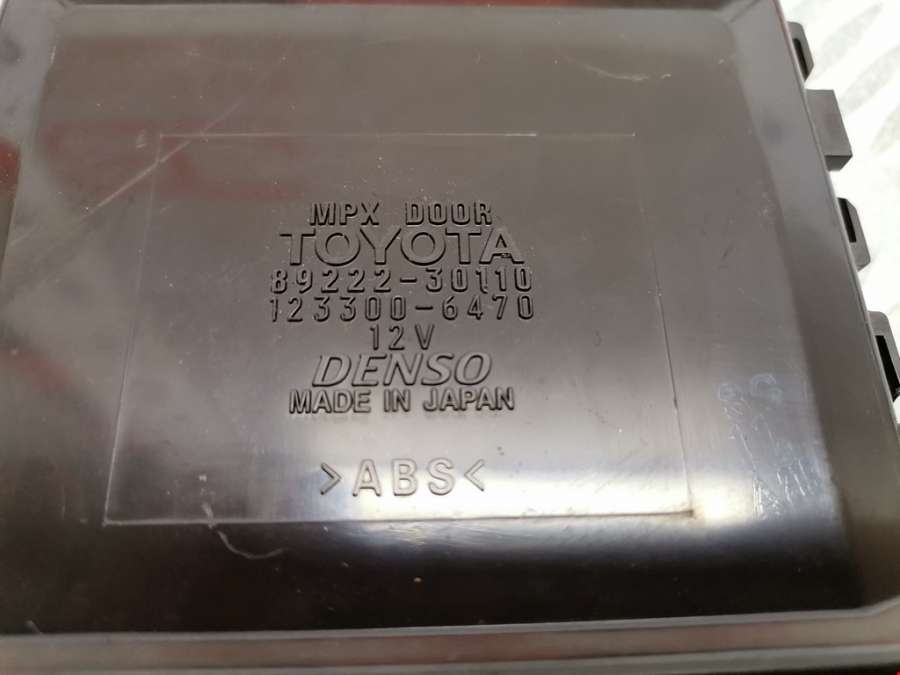 MPX DOOR
TOYOTA
89222-30110
123300-6470
12V
DENSO
MADE IN JAPAN
>ABS<